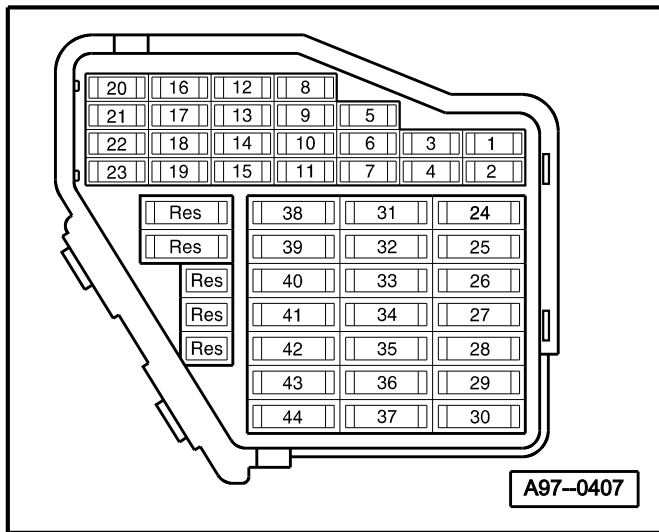 20 16 12 8
21 17 13 9 5
22 18 14 10 6 3 1
23 19 15 11 7 4 2
Res 38 31 24
Res 39 32 25
Res 40 33 26
Res 41 34 27
Res 42 35 28
43 36 29
44 37 30
A97--0407